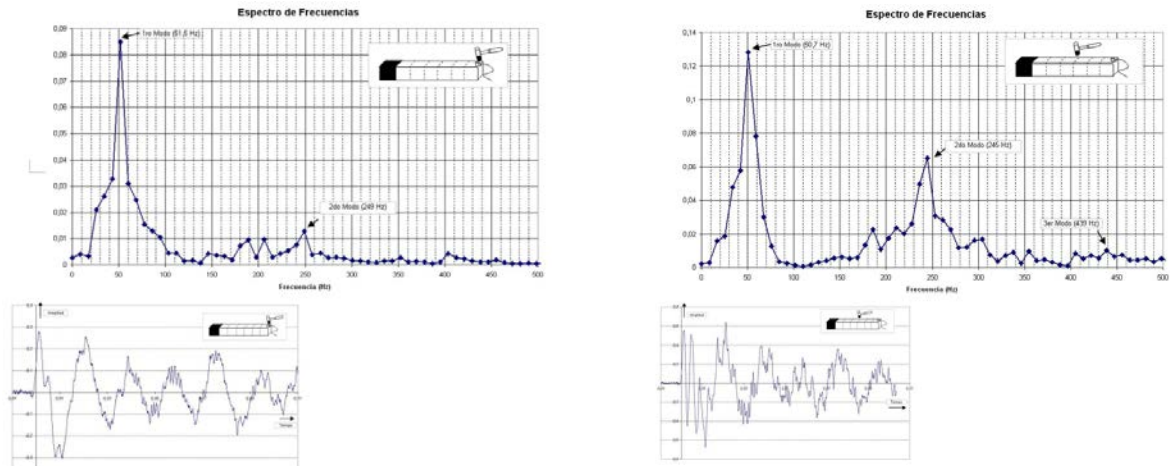 Espectro de Frecuencias
0,09
0,08
0,07
0,06
0,05
0,04
0,03
0,02
0,01
0
1ro Modo (51,5 Hz)
2do Modo (249 Hz)
0 50 100 150 200 250 300 350 400 450 500
Frecuencia (Hz)
Amplitud
Tiempo
Espectro de Frecuencias
0,14
0,12
0,1
0,08
0,06
0,04
0,02
0
1ro Modo (50,7 Hz)
2do Modo (245 Hz)
3er Modo (439 Hz)
0 50 100 150 200 250 300 350 400 450 500
Frecuencia (Hz)
Amplitud
Tiempo